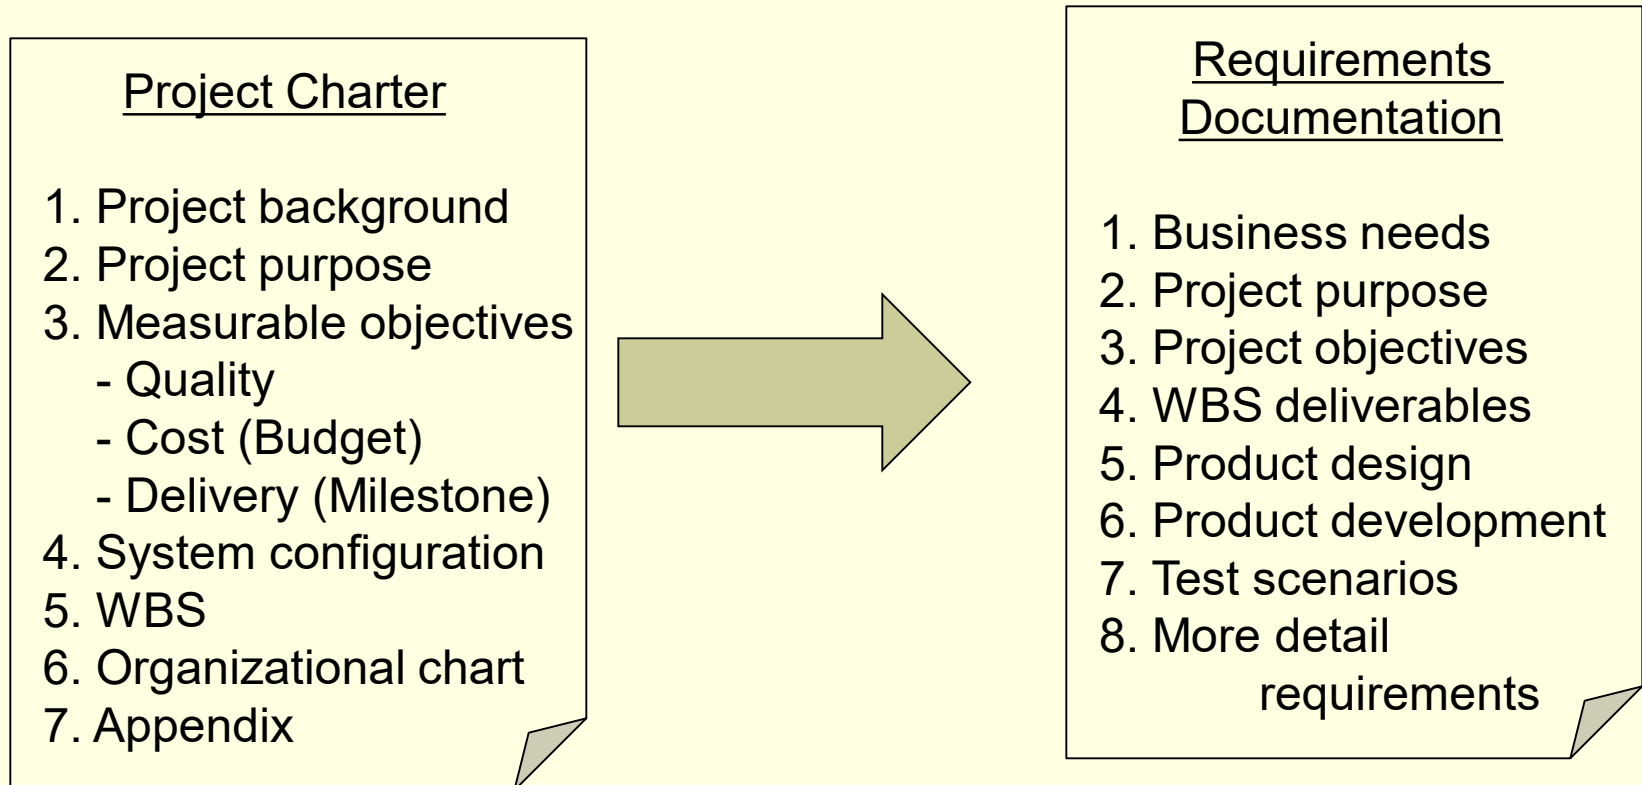 Project Charter
1. Project background
2. Project purpose
3. Measurable objectives
- Quality
- Cost (Budget)
- Delivery (Milestone)
4. System configuration
5. WBS
6. Organizational chart
7. Appendix
Requirements
Documentation
1. Business needs
2. Project purpose
3. Project objectives
4. WBS deliverables
5. Product design
6. Product development
7. Test scenarios
8. More detail
requirements